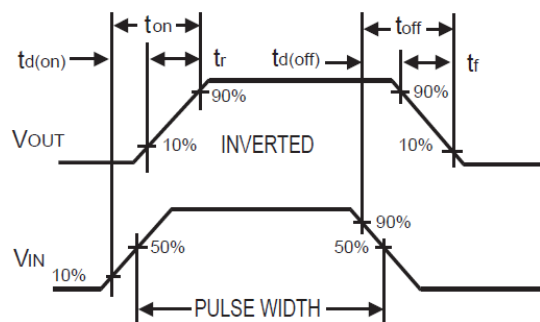 ton
toff
td(on)
tr
td(off)
tf
90%
90%
VOUT
10%
INVERTED
10%
90%
VIN
50%
50%
10%
PULSE WIDTH